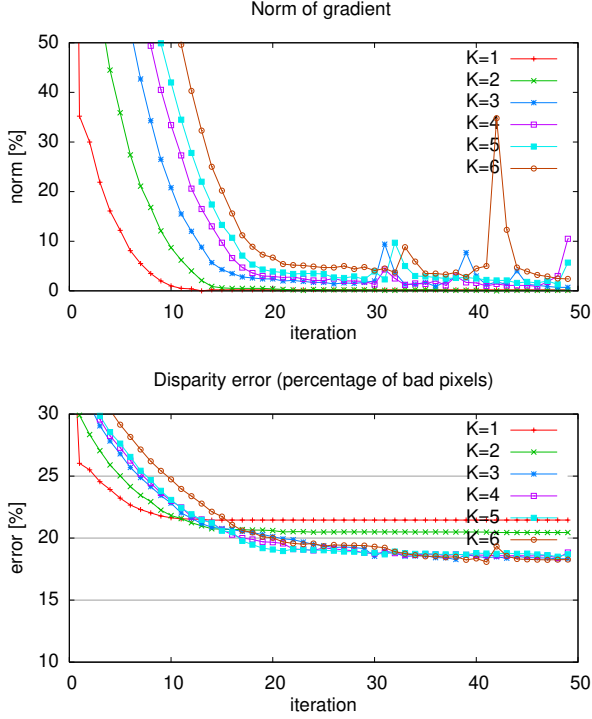 Norm of gradient
50
40
30
20
10
0
norm [%]
K=1
K=2
K=3
K=4
K=5
K=6
0 10 20 30 40 50
iteration
Disparity error (percentage of bad pixels)
30
25
20
15
10
error [%]
K=1
K=2
K=3
K=4
K=5
K=6
0 10 20 30 40 50
iteration